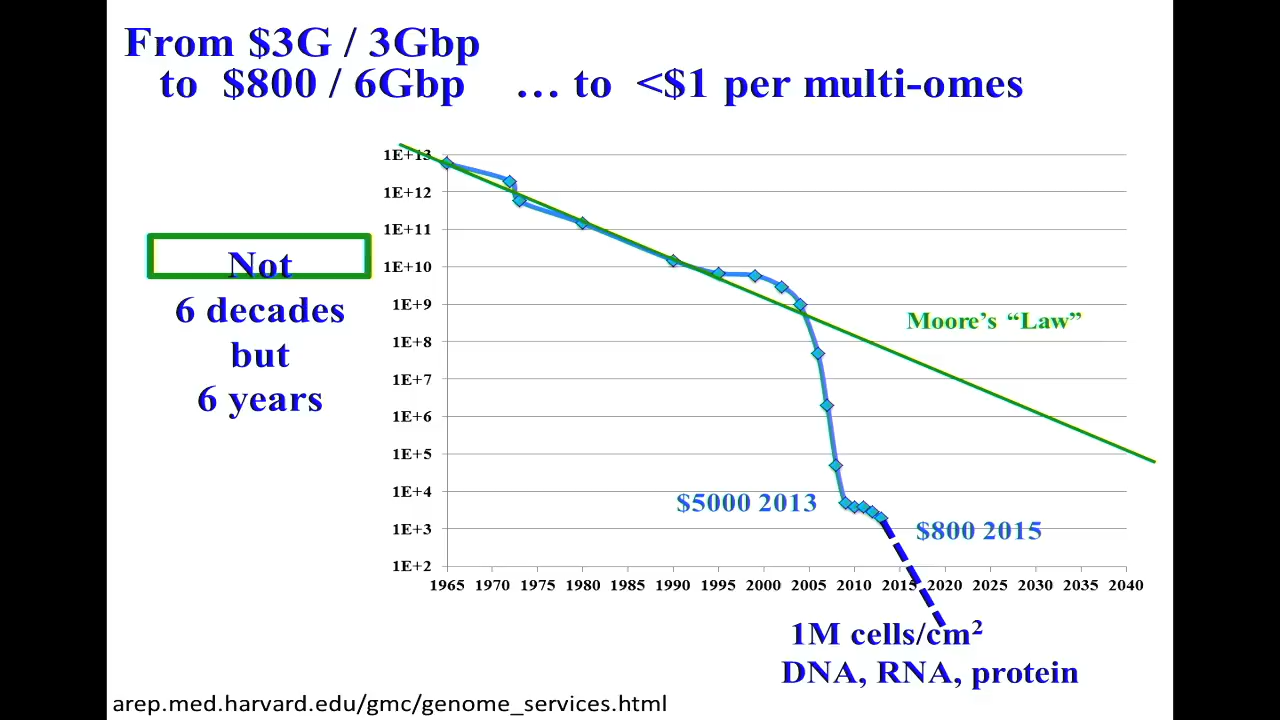 From $3G / 3Gbp
to $800 / 6Gbp … to <$1 per multi-omes
Not
6 decades
but
6 years
1E+13
1E+12
1E+11
1E+10
1E+9
1E+8
1E+7
1E+6
1E+5
1E+4
1E+3
1E+2
Moore’s “Law”
$5000 2013
$800 2015
1965 1970 1975 1980 1985 1990 1995 2000 2005 2010 2015 2020 2025 2030 2035 2040
1M cells/cm²
DNA, RNA, protein
arep.med.harvard.edu/gmc/genome_services.html